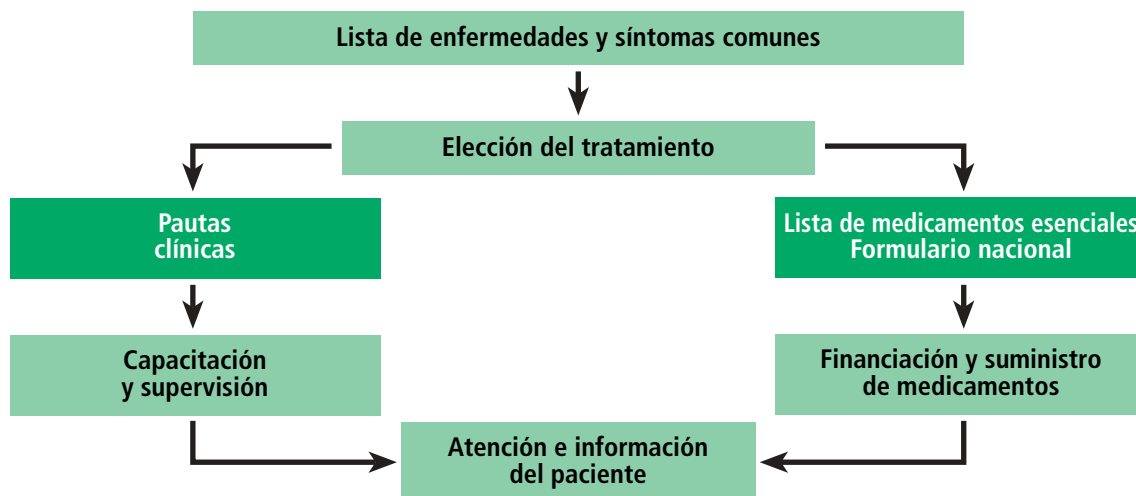 Lista de enfermedades y síntomas comunes
Elección del tratamiento
Pautas
clínicas
Lista de medicamentos esenciales
Formulario nacional
Capacitación
y supervisión
Financiación y suministro
de medicamentos
Atención e información
del paciente